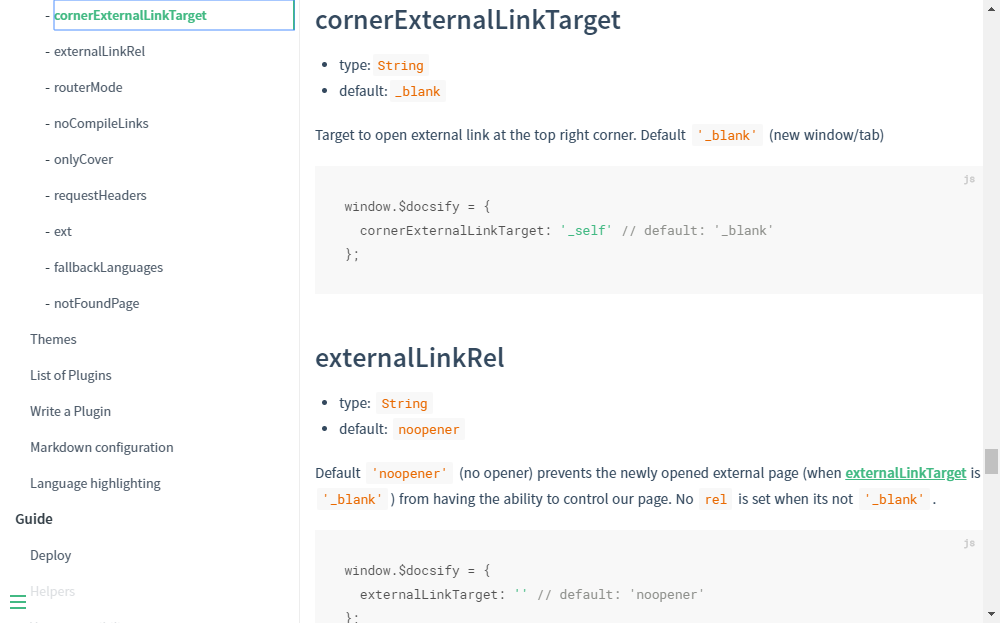 - cornerExternalLinkTarget
- externalLinkRel
- routerMode
- noCompileLinks
- onlyCover
- requestHeaders
- ext
- fallbackLanguages
- notFoundPage
Themes
List of Plugins
Write a Plugin
Markdown configuration
Language highlighting
Guide
Deploy
Helpers
cornerExternalLinkTarget
• type: String
• default: _blank
Target to open external link at the top right corner. Default '_blank' (new window/tab)
js
window.$docsify = {
  cornerExternalLinkTarget: '_self' // default: '_blank'
};
externalLinkRel
• type: String
• default: noopener
Default 'noopener' (no opener) prevents the newly opened external page (when externalLinkTarget is
'_blank' ) from having the ability to control our page. No rel is set when its not '_blank' .
js
window.$docsify = {
  externalLinkTarget: '' // default: 'noopener'
};